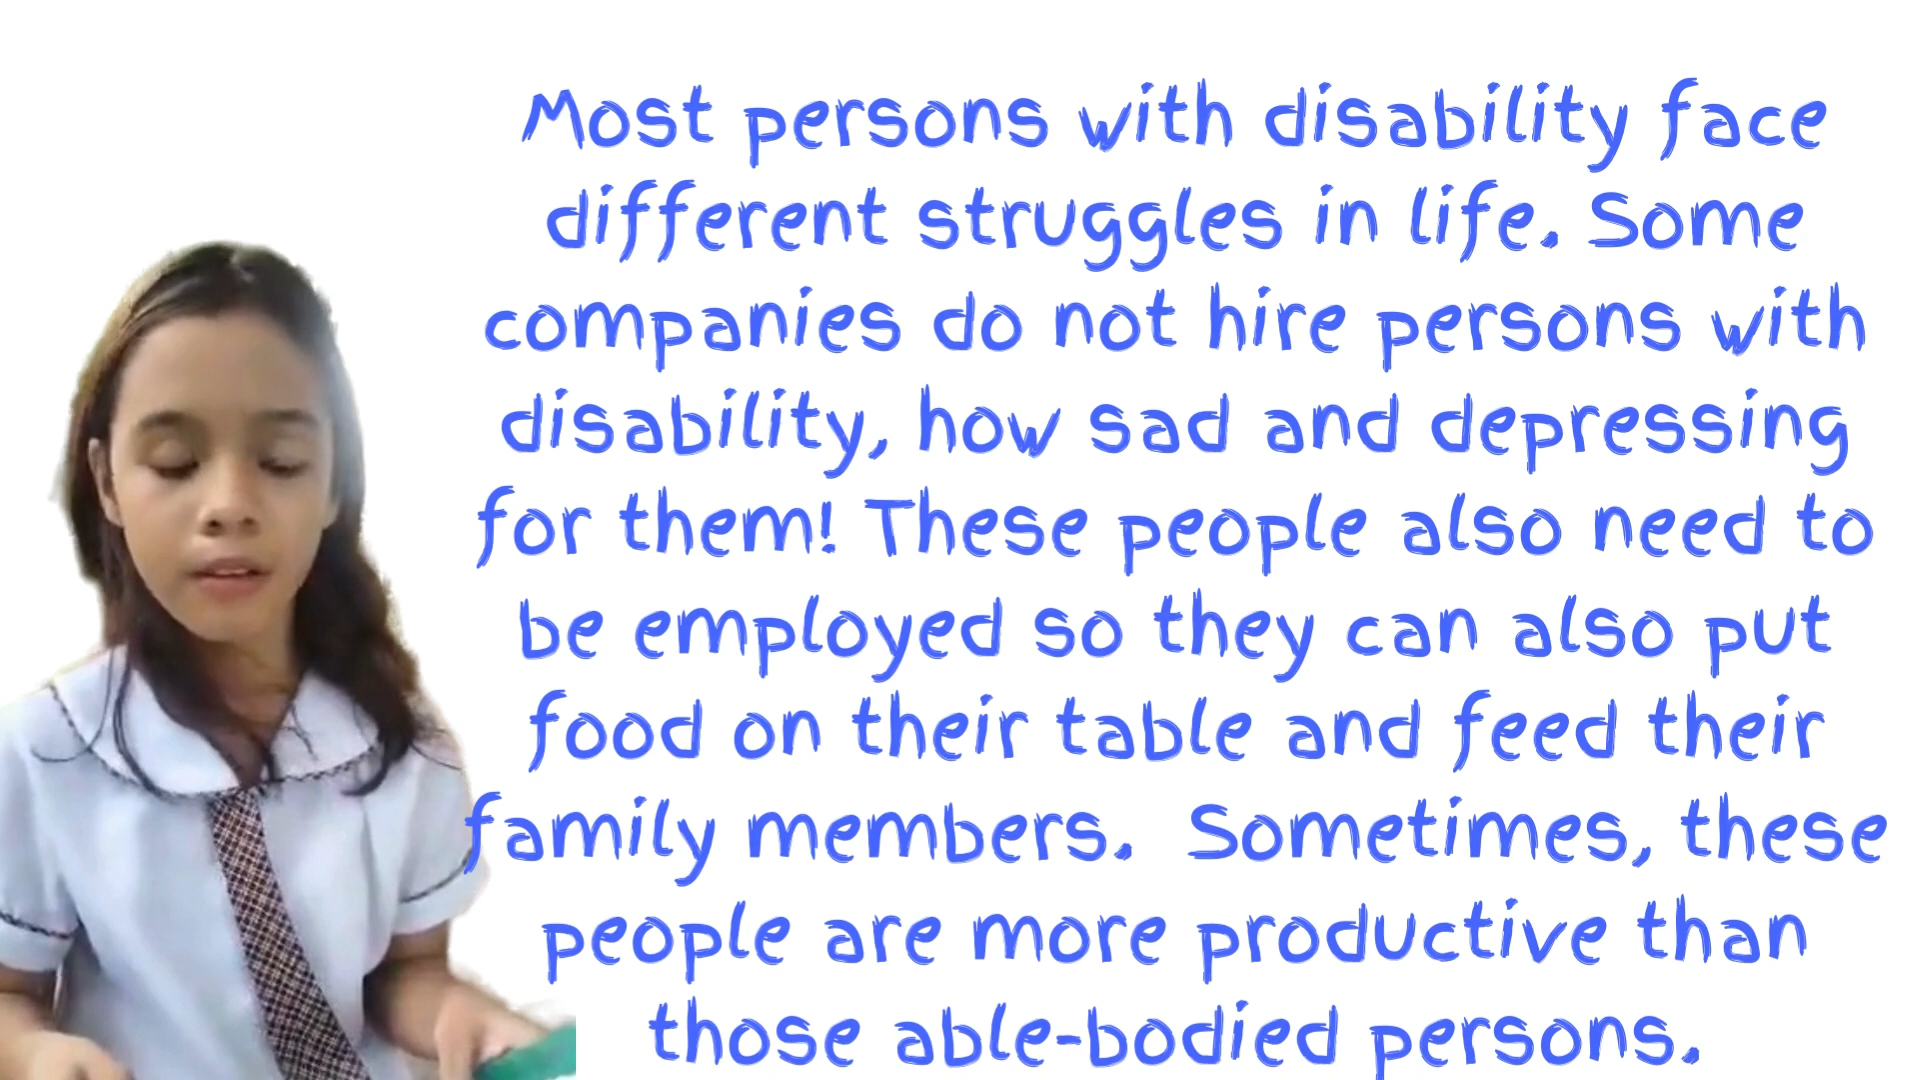 Most persons with disability face
different struggles in life. Some
companies do not hire persons with
disability, how sad and depressing
for them! These people also need to
be employed so they can also put
food on their table and feed their
family members.  Sometimes, these
people are more productive than
those able-bodied persons.